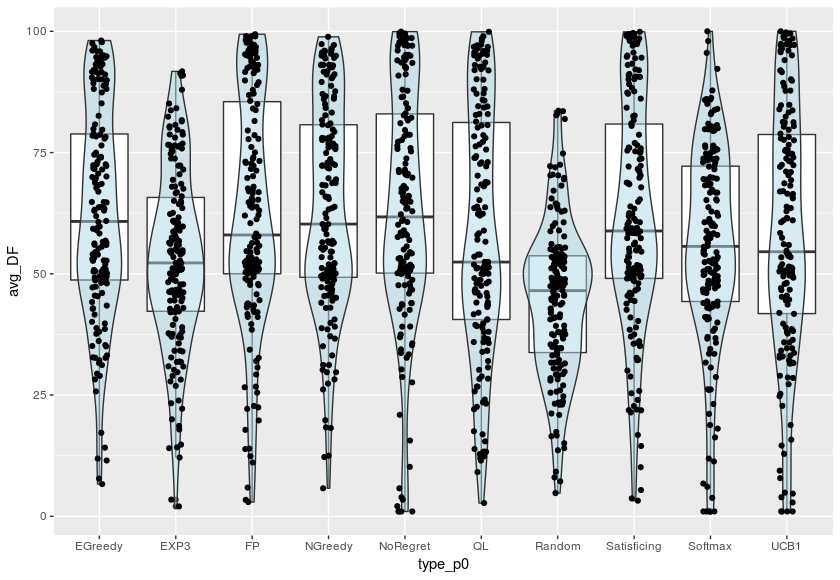 100
75
50
25
0
avg_DF
EGreedy EXP3 FP NGreedy NoRegret QL Random Satisficing Softmax UCB1
type_p0